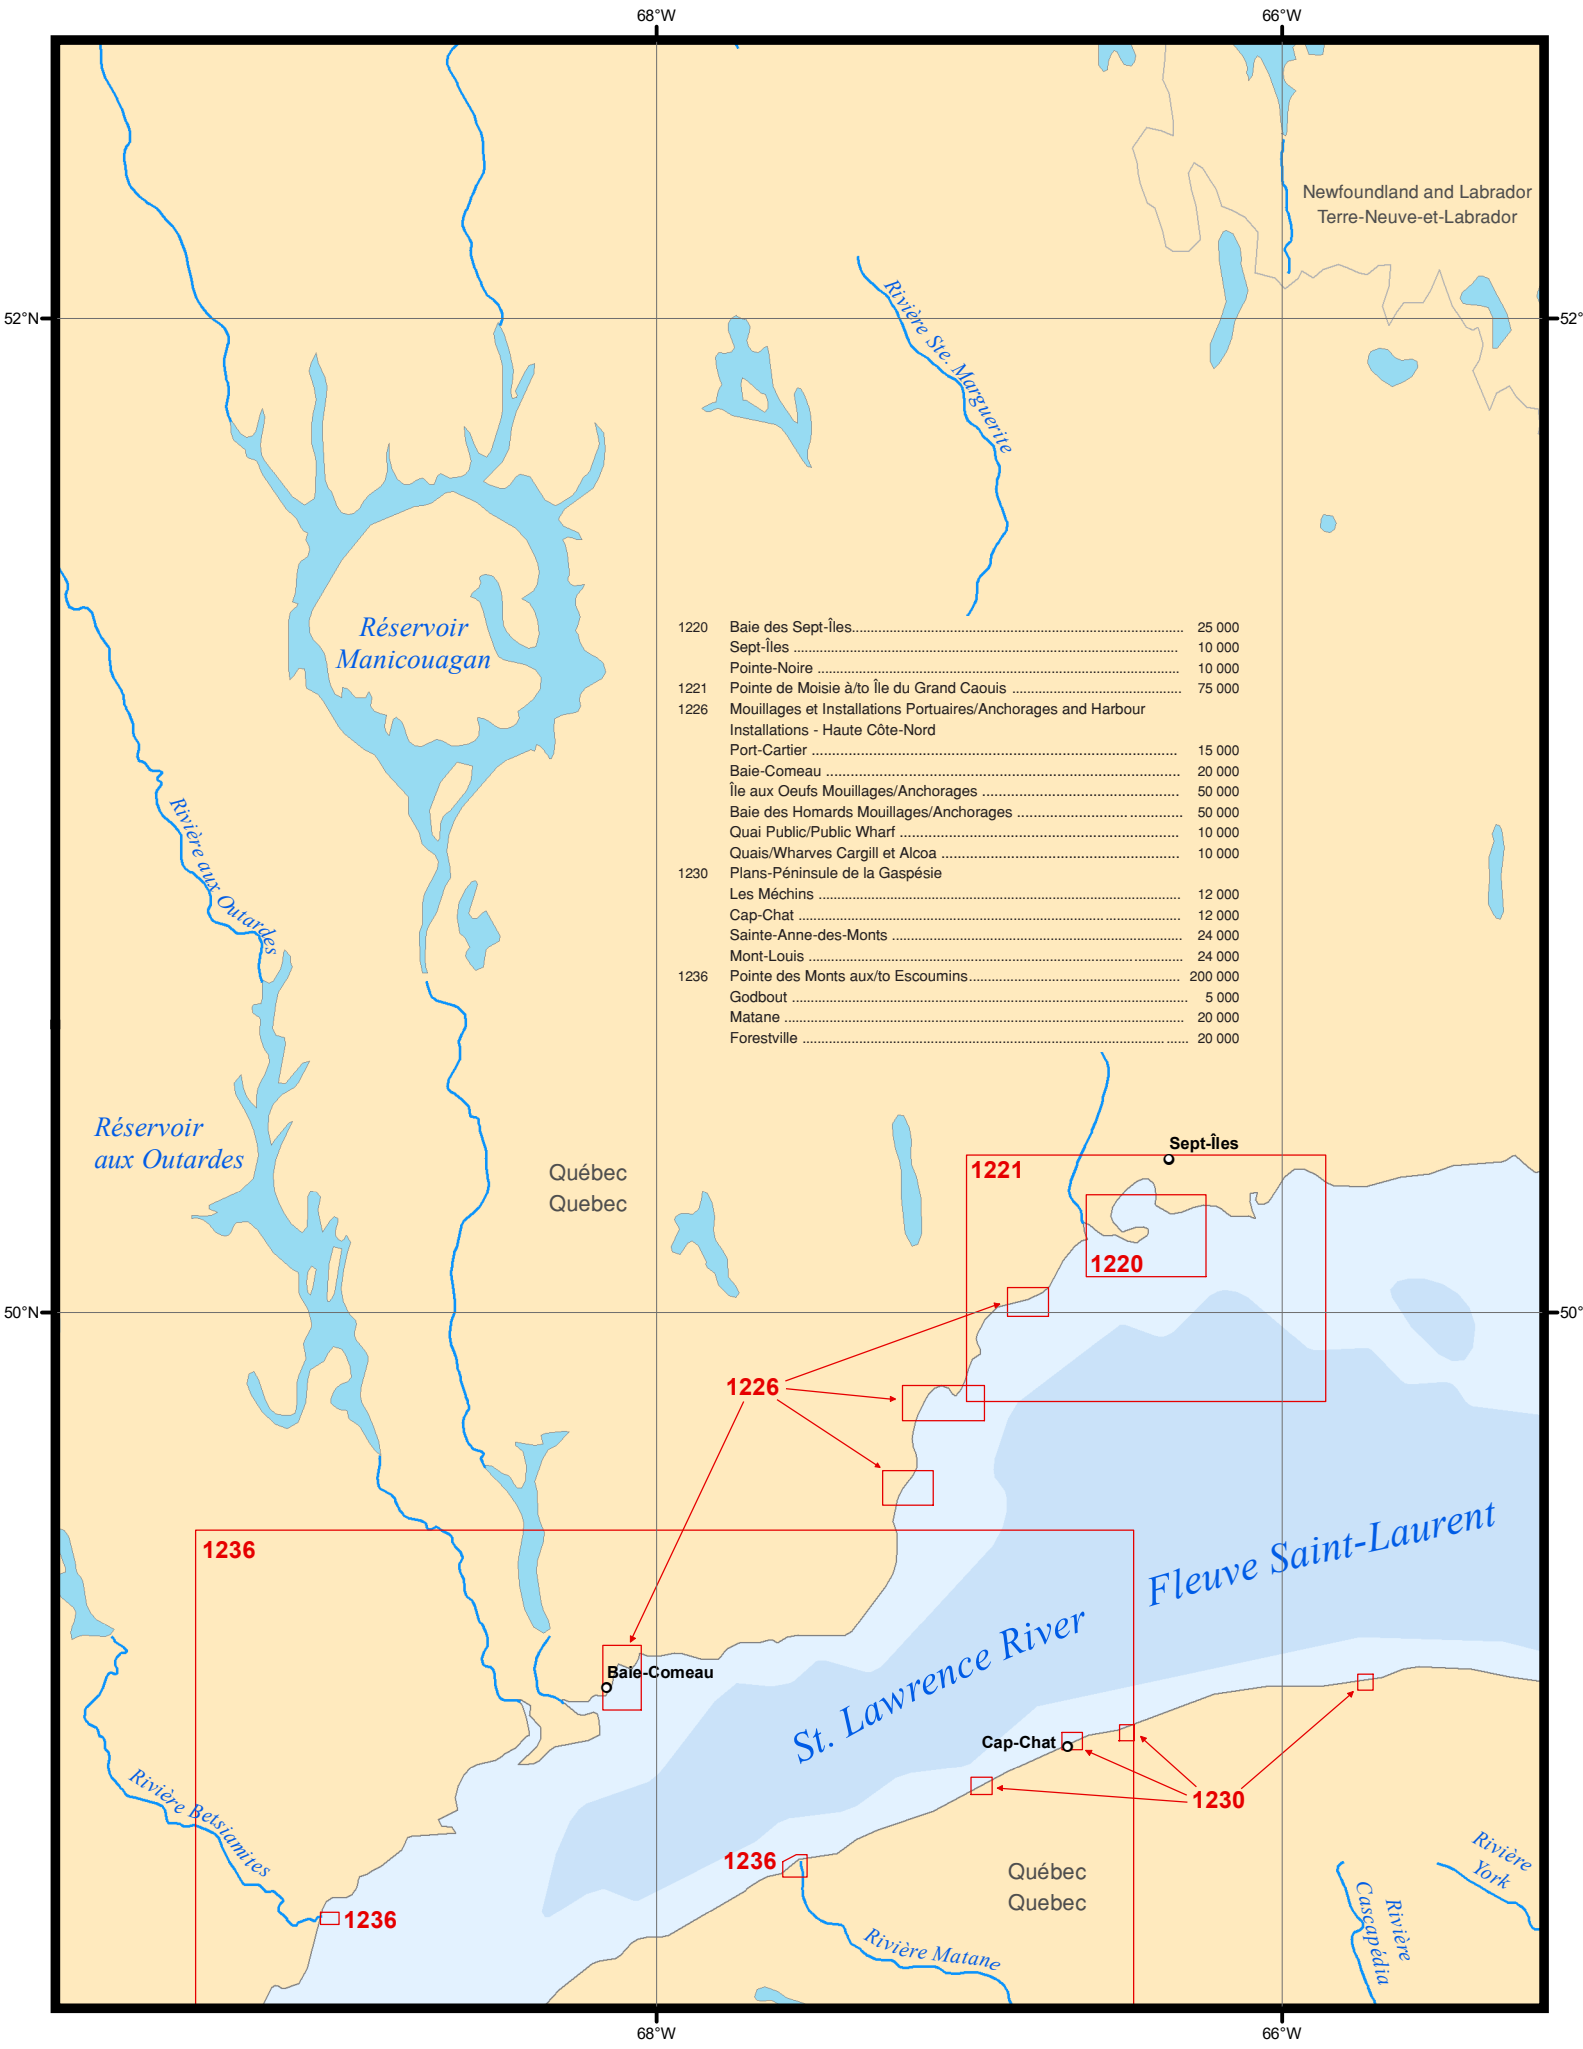 68°W 66°W
Newfoundland and Labrador
Terre-Neuve-et-Labrador
52°N 52°
Rivière Ste. Marguerite
Réservoir
Manicouagan
1220 Baie des Sept-Îles 25 000
Sept-Îles 10 000
Pointe-Noire 10 000
1221 Pointe de Moisie à/to Île du Grand Caouis 75 000
1226 Mouillages et Installations Portuaires/Anchorages and Harbour
Installations - Haute Côte-Nord
Port-Cartier 15 000
Baie-Comeau 20 000
Île aux Oeufs Mouillages/Anchorages 50 000
Baie des Homards Mouillages/Anchorages 50 000
Quai Public/Public Wharf 10 000
Quais/Wharves Cargill et Alcoa 10 000
1230 Plans-Péninsule de la Gaspésie
Les Méchins 12 000
Cap-Chat 12 000
Sainte-Anne-des-Monts 24 000
Mont-Louis 24 000
1236 Pointe des Monts aux/to Escoumins 200 000
Godbout 5 000
Matane 20 000
Forestville 20 000
Rivière aux Outardes
Réservoir
aux Outardes
Québec
Quebec
Sept-Îles
1221
1220
50°N 50°
1226
1236
Fleuve Saint-Laurent
St. Lawrence River
Baie-Comeau
Cap-Chat
1230
Rivière Betsiamites
1236
Québec
Quebec
1236
Rivière Matane
Rivière
Cascapédia
Rivière
York
68°W 66°W